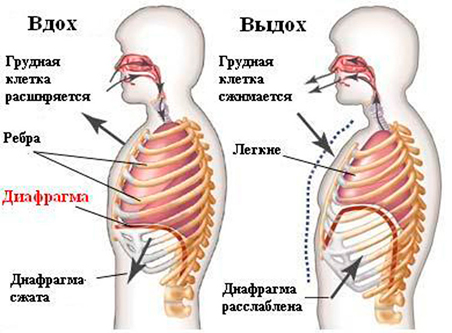 Вдох
Грудная
клетка
расширяется
Ребра
Диафрагма
Диафрагма-
сжата
Выдох
Грудная
клетка
сжимается
Легкие
Диафрагма
расслаблена